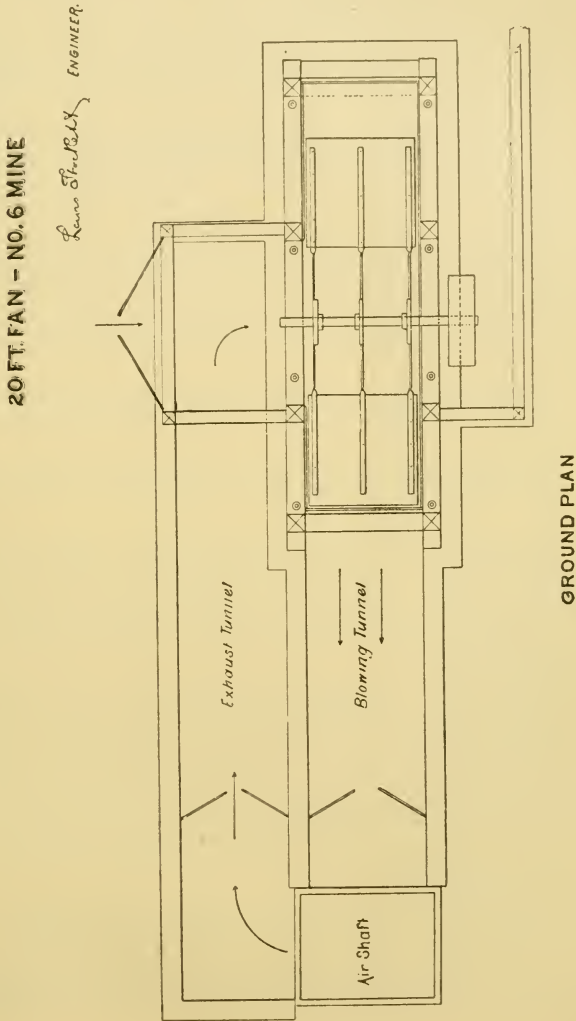 20 FT. FAN - NO. 6 MINE
ENGINEER.
Exhaust Tunnel
Blowing Tunnel
Air Shaft
GROUND PLAN